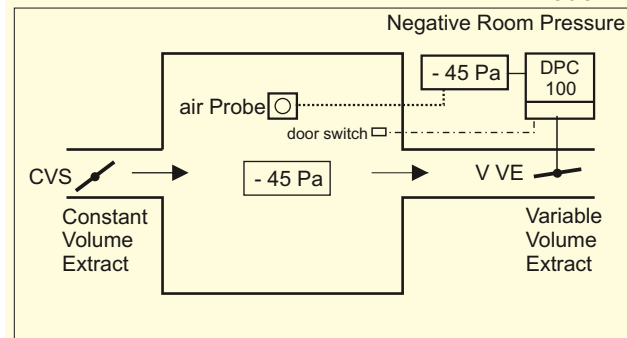 Negative Room Pressure
- 45 Pa
DPC
100
air Probe
door switch
CVS
- 45 Pa
V VE
Constant
Volume
Extract
Variable
Volume
Extract